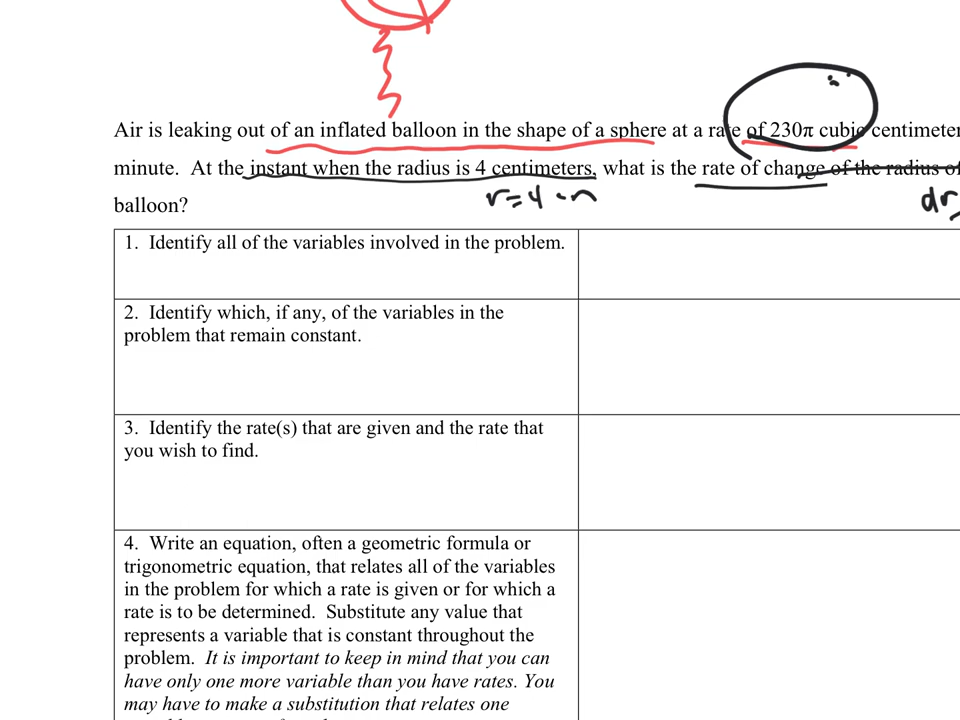 Air is leaking out of an inflated balloon in the shape of a sphere at a rate of 230π cubic centimeter
minute. At the instant when the radius is 4 centimeters, what is the rate of change of the radius of
balloon?
r=4
dr
1. Identify all of the variables involved in the problem.
2. Identify which, if any, of the variables in the
problem that remain constant.
3. Identify the rate(s) that are given and the rate that
you wish to find.
4. Write an equation, often a geometric formula or
trigonometric equation, that relates all of the variables
in the problem for which a rate is given or for which a
rate is to be determined. Substitute any value that
represents a variable that is constant throughout the
problem. It is important to keep in mind that you can
have only one more variable than you have rates. You
may have to make a substitution that relates one